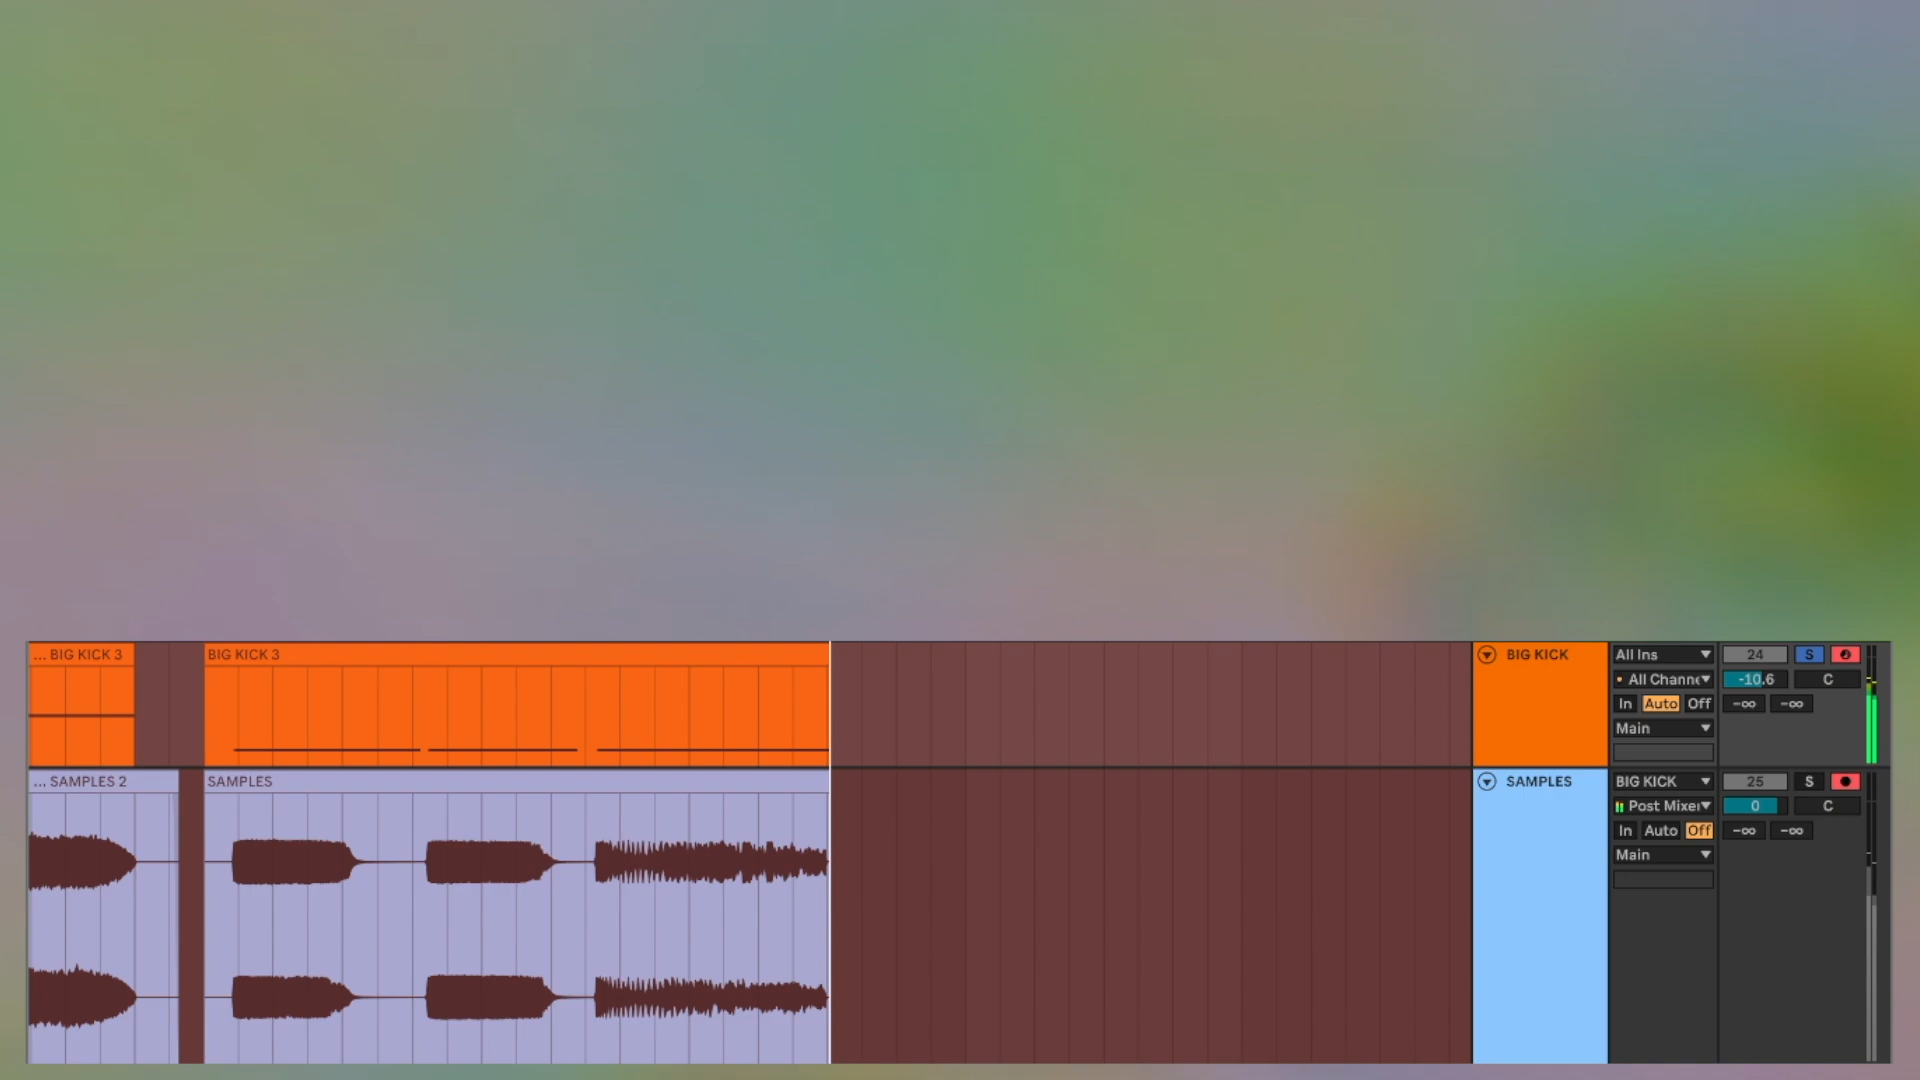 ... BIG KICK 3
BIG KICK 3
BIG KICK
All Ins
24
S
All Channe
-10.6
C
In Auto Off
-∞
-∞
Main
... SAMPLES 2
SAMPLES
SAMPLES
BIG KICK
25
S
Post Mixer
0
C
In Auto Off
-∞
-∞
Main